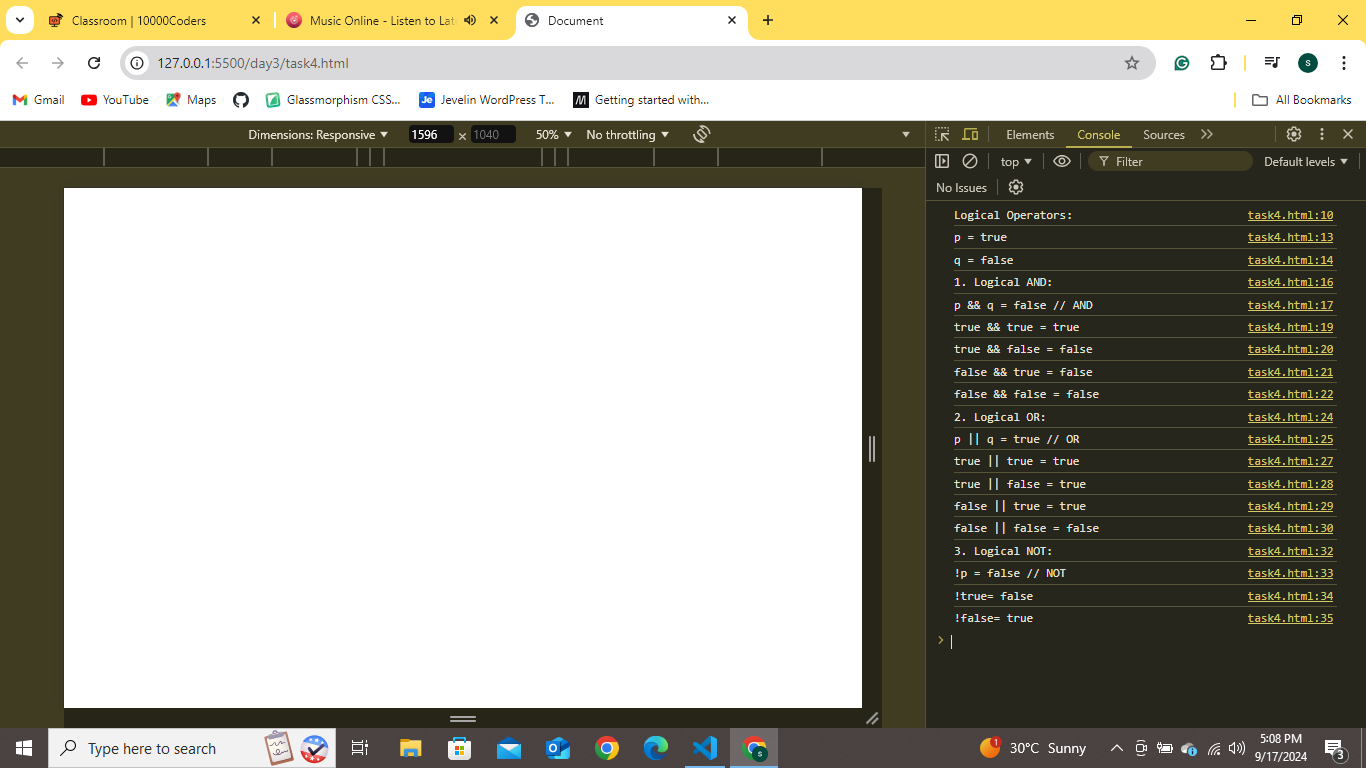 Classroom | 10000Coders
Music Online - Listen to Lat
Document
127.0.0.1:5500/day3/task4.html
S
Gmail
YouTube
Maps
Glassmorphism CSS...
Jevelin WordPress T...
Getting started with...
All Bookmarks
Dimensions: Responsive
1596 × 1040
50%
No throttling
Elements
Console
Sources
top
Filter
Default levels
No Issues
Logical Operators: task4.html:10
p = true task4.html:13
q = false task4.html:14
1. Logical AND: task4.html:16
p && q = false // AND task4.html:17
true && true = true task4.html:19
true && false = false task4.html:20
false && true = false task4.html:21
false && false = false task4.html:22
2. Logical OR: task4.html:24
p || q = true // OR task4.html:25
true || true = true task4.html:27
true || false = true task4.html:28
false || true = true task4.html:29
false || false = false task4.html:30
3. Logical NOT: task4.html:32
!p = false // NOT task4.html:33
!true= false task4.html:34
!false= true task4.html:35
Type here to search
1
30°C Sunny
5:08 PM
9/17/2024
3